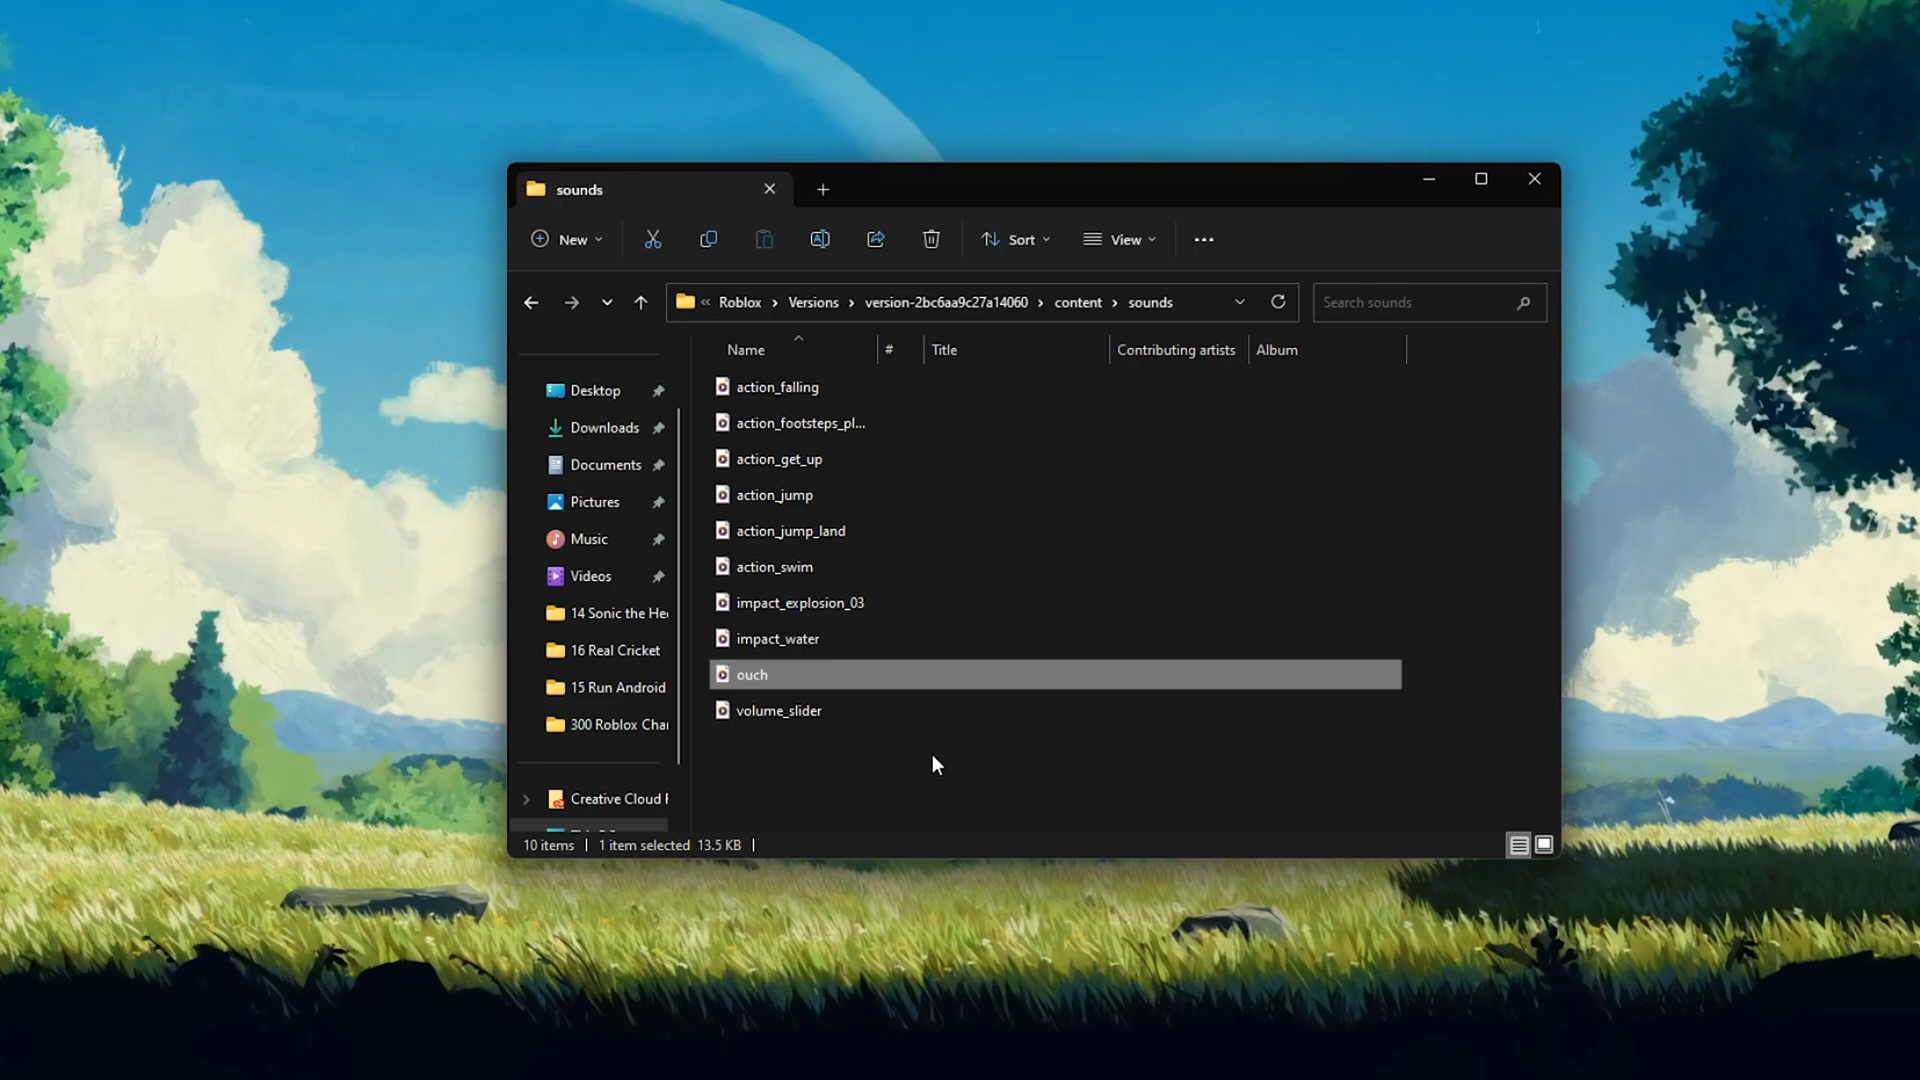 sounds
New
Sort
View
« Roblox > Versions > version-2bc6aa9c27a14060 > content > sounds
Search sounds
Name
#
Title
Contributing artists
Album
Desktop
Downloads
Documents
Pictures
Music
Videos
14 Sonic the He
16 Real Cricket
15 Run Android
300 Roblox Cha
Creative Cloud F
action_falling
action_footsteps_pl...
action_get_up
action_jump
action_jump_land
action_swim
impact_explosion_03
impact_water
ouch
volume_slider
10 items | 1 item selected 13.5 KB |